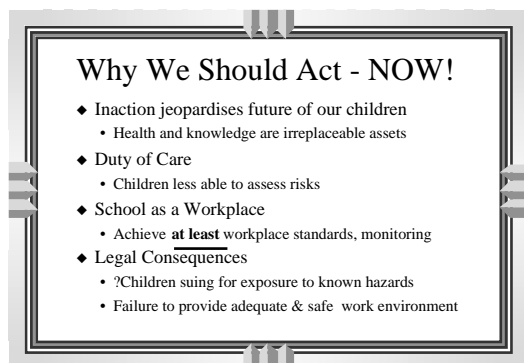 Why We Should Act - NOW!
◆ Inaction jeopardises future of our children
• Health and knowledge are irreplaceable assets
◆ Duty of Care
• Children less able to assess risks
◆ School as a Workplace
• Achieve at least workplace standards, monitoring
◆ Legal Consequences
• ?Children suing for exposure to known hazards
• Failure to provide adequate & safe work environment